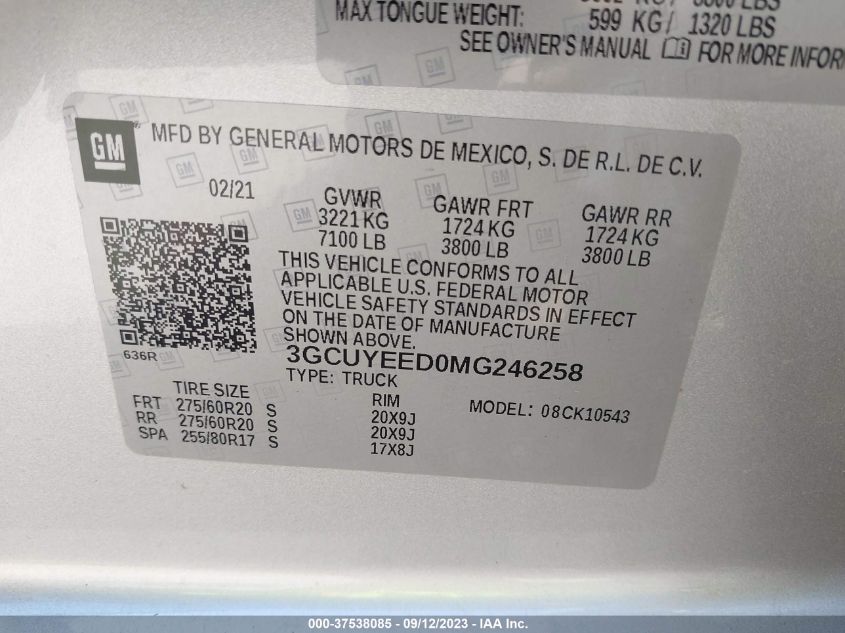 MAX TONGUE WEIGHT: 599 KG / 1320 LBS
SEE OWNER'S MANUAL FOR MORE
GM
MFD BY GENERAL MOTORS DE MEXICO, S. DE R.L. DE C.V.
02/21
GVWR GAWR FRT GAWR RR
3221 KG 1724 KG 1724 KG
7100 LB 3800 LB 3800 LB
THIS VEHICLE CONFORMS TO ALL
APPLICABLE U.S. FEDERAL MOTOR
VEHICLE SAFETY STANDARDS IN EFFECT
ON THE DATE OF MANUFACTURE
SHOWN ABOVE.
636R
3GCUYEED0MG246258
TYPE: TRUCK
TIRE SIZE RIM MODEL: 08CK10543
FRT 275/60R20 S 20X9J
RR 275/60R20 S 20X9J
SPA 255/80R17 S 17X8J
000-37538085 - 09/12/2023 - IAA Inc.